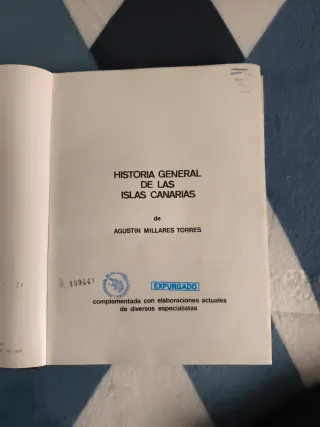 HISTORIA GENERAL
DE LAS
ISLAS CANARIAS
de
AGUSTIN MILLARES TORRES
EXPURGADO
complementada con elaboraciones actuales
de diversos especialistas